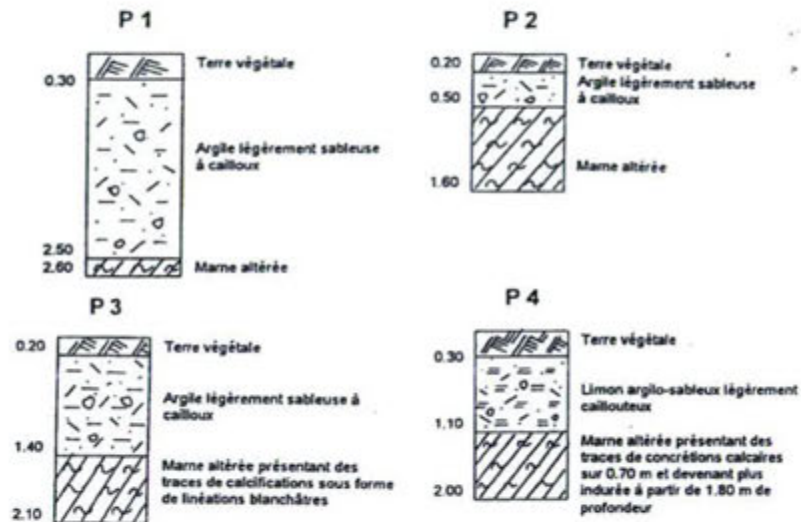 P 1
Terre végétale
0.30
Argile légèrement sableuse
à cailloux
2.50
2.60
Marne altérée
P 2
0.20
Terre végétale
Argile légèrement sableuse
à cailloux
0.50
Marne altérée
1.60
P 3
0.20
Terre végétale
Argile légèrement sableuse à
cailloux
1.40
Marne altérée présentant des
traces de calcifications sous forme
de linéations blanchâtres
2.10
P 4
Terre végétale
0.30
Limon argilo-sableux légèrement
caillouteux
1.10
Marne altérée présentant des
traces de concrétions calcaires
sur 0.70 m et devenant plus
indurée à partir de 1.80 m de
profondeur
2.00